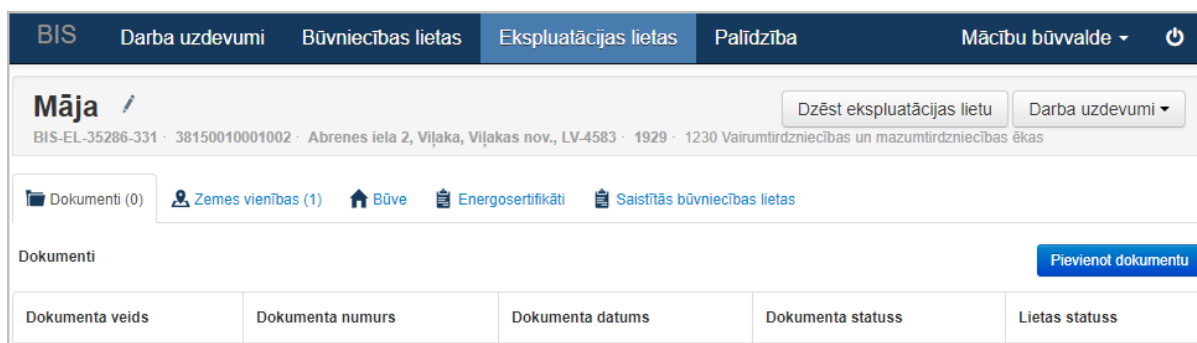 BIS Darba uzdevumi Būvniecības lietas Ekspluatācijas lietas Palīdzība Mācību būvvalde
Māja Dzēst ekspluatācijas lietu Darba uzdevumi
BIS-EL-35286-331 · 38150010001002 · Abrenes iela 2, Viļaka, Viļakas nov., LV-4583 · 1929 · 1230 Vairumtirdzniecības un mazumtirdzniecības ēkas
Dokumenti (0) Zemes vienības (1) Būve Energosertifikāti Saistītās būvniecības lietas
Dokumenti Pievienot dokumentu
Dokumenta veids Dokumenta numurs Dokumenta datums Dokumenta statuss Lietas statuss